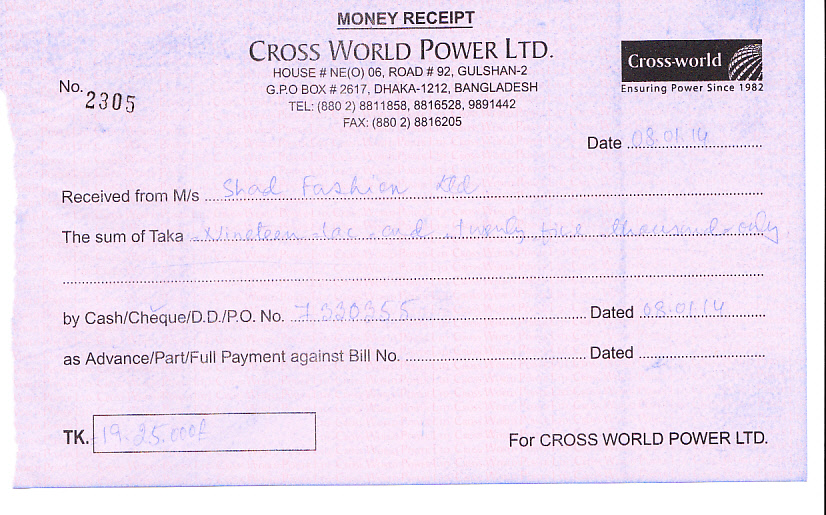 MONEY RECEIPT
CROSS WORLD POWER LTD.
HOUSE # NE(O) 06, ROAD # 92, GULSHAN-2
G.P.O BOX # 2617, DHAKA-1212, BANGLADESH
TEL: (880 2) 8811858, 8816528, 9891442
FAX: (880 2) 8816205
Cross-world
Ensuring Power Since 1982
No. 2305
Date 08.01.14
Received from M/s Shad Fashion Ltd.
The sum of Taka Nineteen lac and twenty five thousand only
by Cash/Cheque/D.D./P.O. No. 7330355 Dated 08.01.14
as Advance/Part/Full Payment against Bill No. Dated
TK. 19.25.000/
For CROSS WORLD POWER LTD.